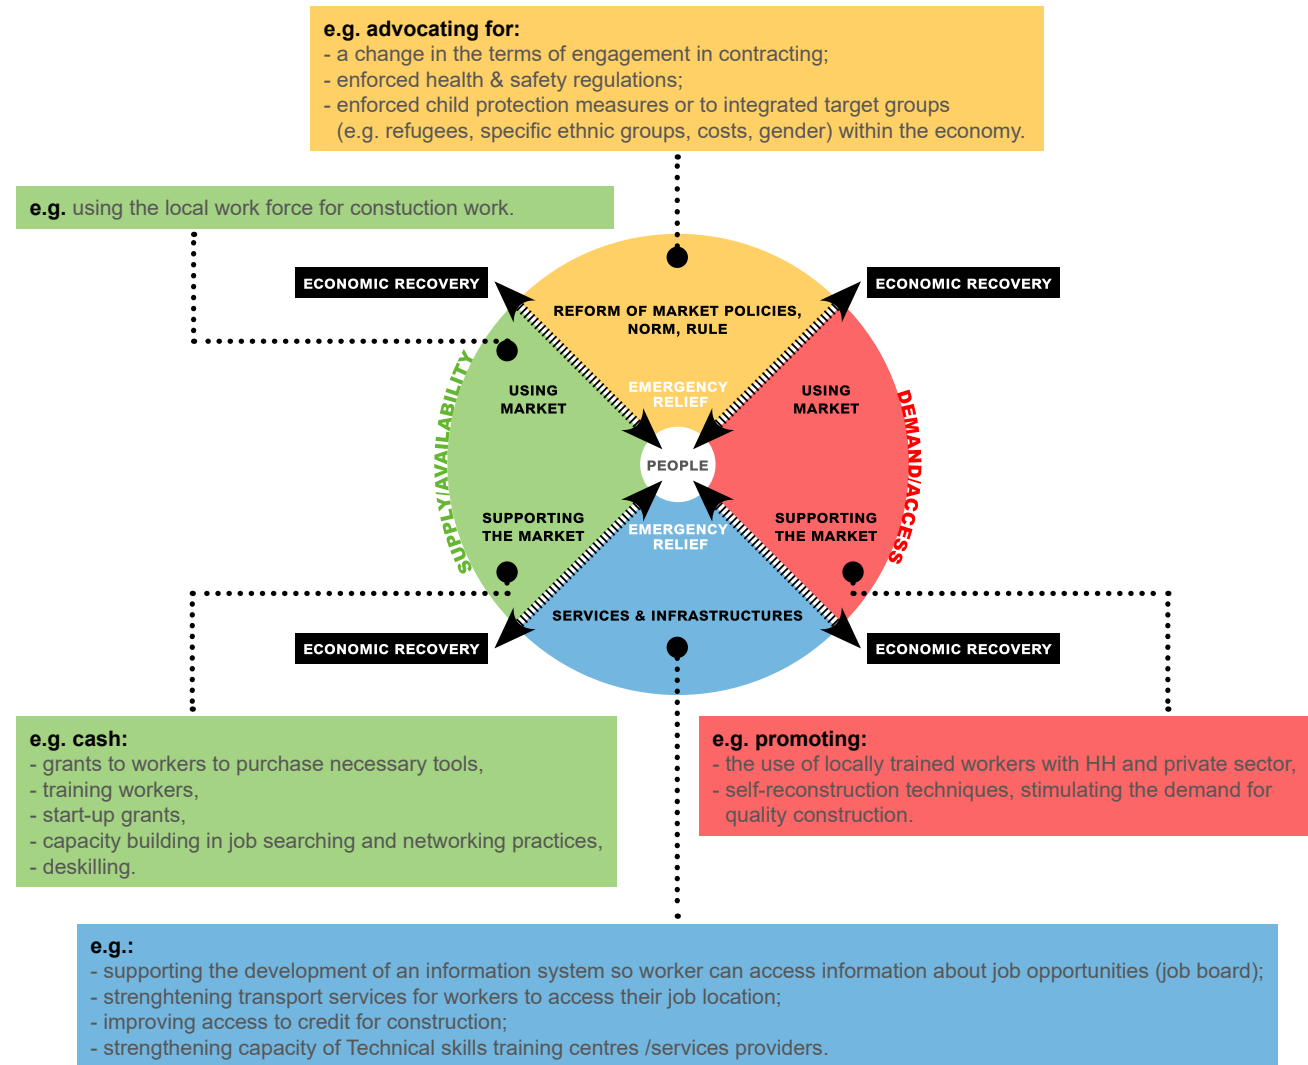 e.g. advocating for:
- a change in the terms of engagement in contracting;
- enforced health & safety regulations;
- enforced child protection measures or to integrated target groups
(e.g. refugees, specific ethnic groups, costs, gender) within the economy.
e.g. using the local work force for constuction work.
ECONOMIC RECOVERY
ECONOMIC RECOVERY
REFORM OF MARKET POLICIES,
NORM, RULE
EMERGENCY
RELIEF
USING
MARKET
USING
MARKET
SUPPLY/AVAILABILITY
DEMAND/ACCESS
PEOPLE
SUPPORTING
THE MARKET
EMERGENCY
RELIEF
SUPPORTING
THE MARKET
SERVICES & INFRASTRUCTURES
ECONOMIC RECOVERY
ECONOMIC RECOVERY
e.g. cash:
- grants to workers to purchase necessary tools,
- training workers,
- start-up grants,
- capacity building in job searching and networking practices,
- deskilling.
e.g. promoting:
- the use of locally trained workers with HH and private sector,
- self-reconstruction techniques, stimulating the demand for
quality construction.
e.g.:
- supporting the development of an information system so worker can access information about job opportunities (job board);
- strenghtening transport services for workers to access their job location;
- improving access to credit for construction;
- strengthening capacity of Technical skills training centres /services providers.